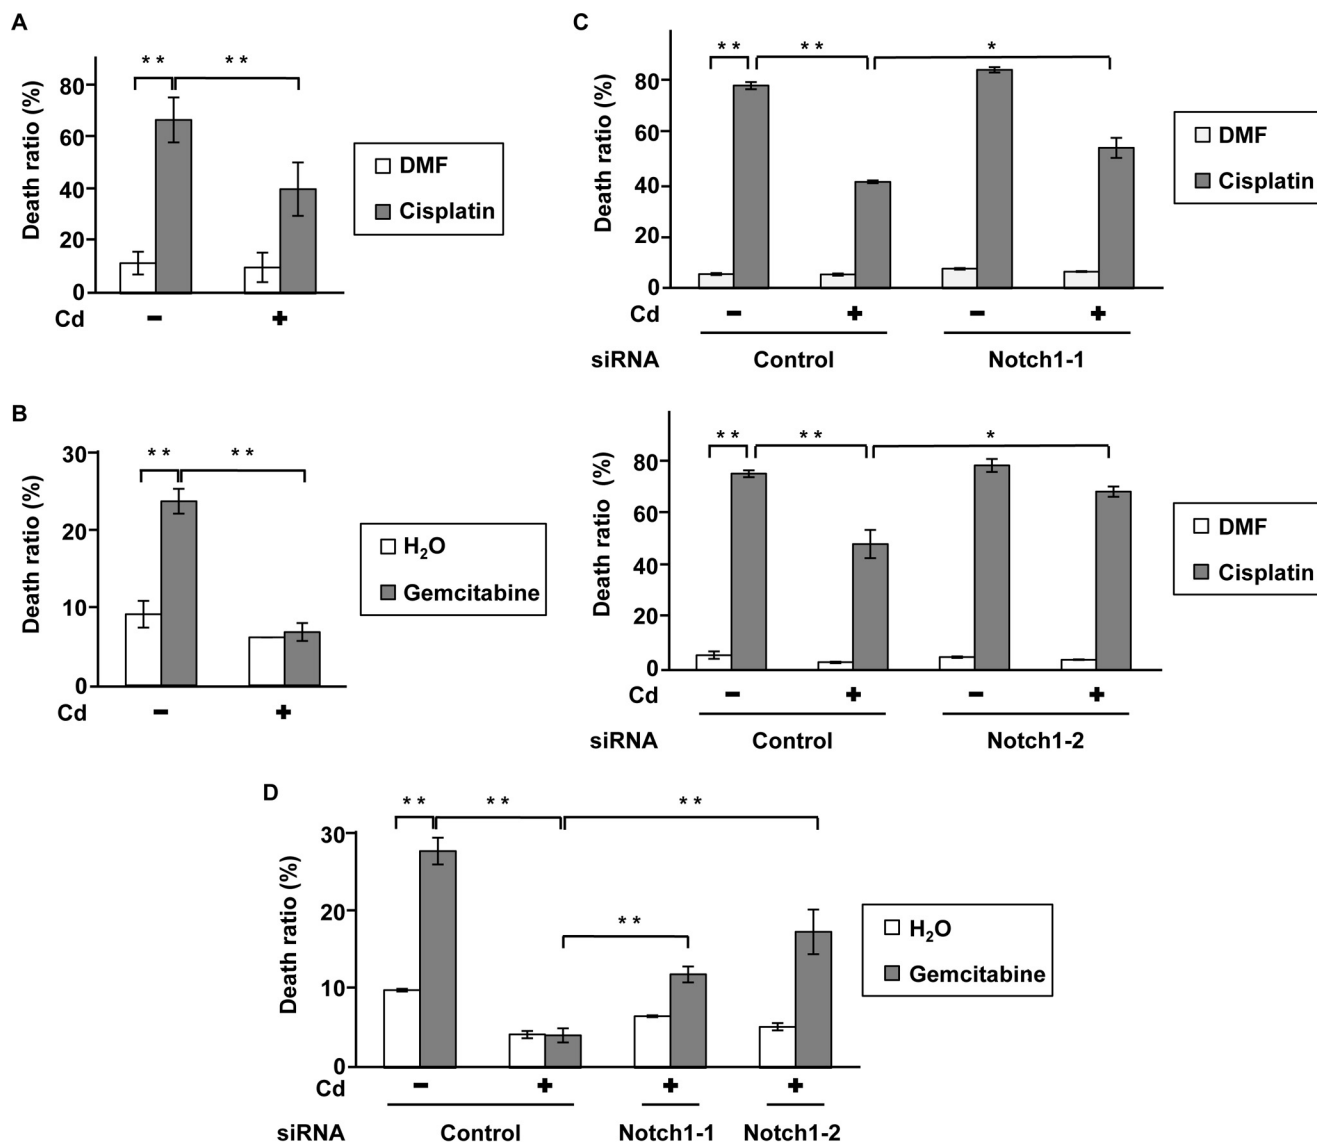 A
Death ratio (%)
80
60
40
20
0
** **
DMF
Cisplatin
Cd − +
B
Death ratio (%)
30
20
10
0
** **
H₂O
Gemcitabine
Cd − +
C
Death ratio (%)
80
60
40
20
0
** ** *
DMF
Cisplatin
− + − +
siRNA Control Notch1-1
Death ratio (%)
80
60
40
20
0
** ** *
DMF
Cisplatin
Cd − + − +
siRNA Control Notch1-2
D
Death ratio (%)
30
20
10
0
** ** **
**
H₂O
Gemcitabine
Cd − + + +
siRNA Control Notch1-1 Notch1-2